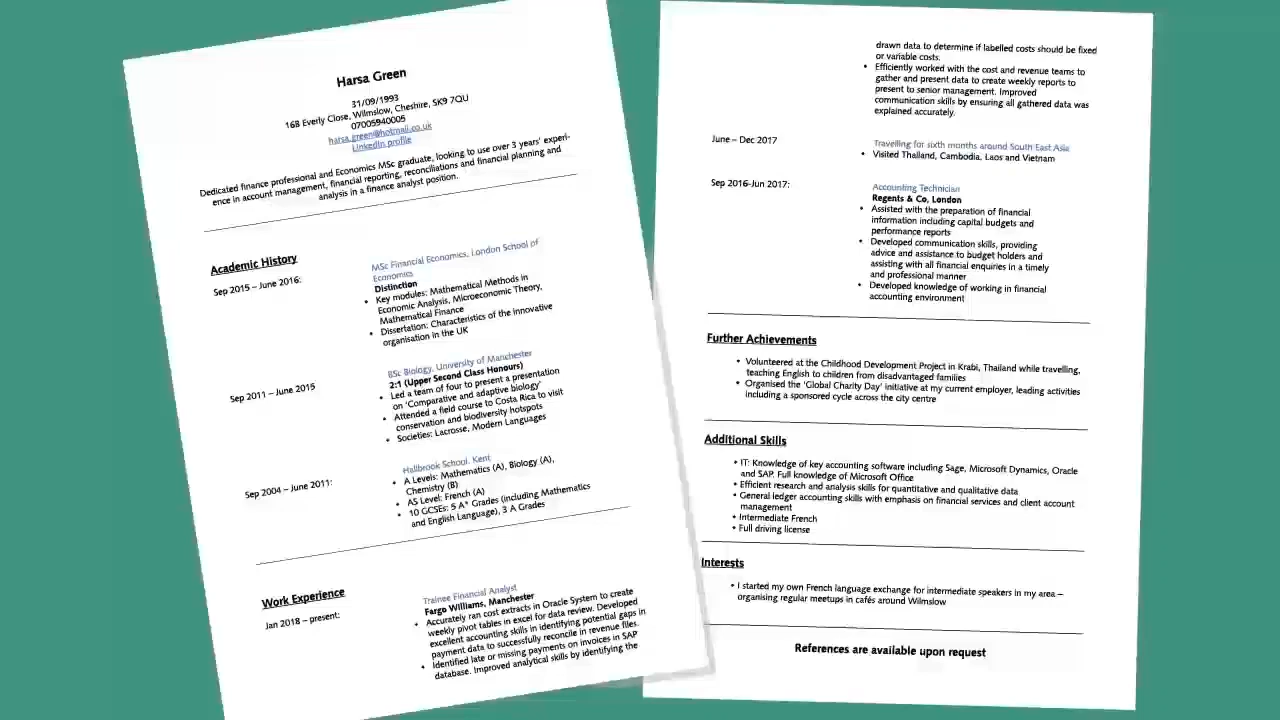 Harsa Green
31/09/1993
16B Everly Close, Wilmslow, Cheshire, SK9 7QU
07005940005
harsa.green@hotmail.co.uk
LinkedIn profile
Dedicated finance professional and Economics MSc graduate, looking to use over 3 years' experi-
ence in account management, financial reporting, reconciliations and financial planning and
analysis in a finance analyst position.
Academic History
Sep 2015 – June 2016:
MSc Financial Economics, London School of
Economics
Distinction
• Key modules: Mathematical Methods in
Economic Analysis, Microeconomic Theory,
Mathematical Finance
• Dissertation: Characteristics of the innovative
organisation in the UK
Sep 2011 – June 2015
BSc Biology, University of Manchester
2:1 (Upper Second Class Honours)
• Led a team of four to present a presentation
on 'Comparative and adaptive biology'
• Attended a field course to Costa Rica to visit
conservation and biodiversity hotspots
• Societies: Lacrosse, Modern Languages
Sep 2004 – June 2011:
Hallbrook School, Kent
• A Levels: Mathematics (A), Biology (A),
Chemistry (B)
• AS Level: French (A)
• 10 GCSEs: 5 A* Grades (including Mathematics
and English Language), 3 A Grades
Work Experience
Jan 2018 – present:
Trainee Financial Analyst
Fargo Williams, Manchester
• Accurately ran cost extracts in Oracle System to create
weekly pivot tables in excel for data review. Developed
excellent accounting skills in identifying potential gaps in
payment data to successfully reconcile in revenue files.
• Identified late or missing payments on invoices in SAP
database. Improved analytical skills by identifying the
drawn data to determine if labelled costs should be fixed
or variable costs.
• Efficiently worked with the cost and revenue teams to
gather and present data to create weekly reports to
present to senior management. Improved
communication skills by ensuring all gathered data was
explained accurately.
June – Dec 2017
Travelling for sixth months around South East Asia
• Visited Thailand, Cambodia, Laos and Vietnam
Sep 2016-Jun 2017:
Accounting Technician
Regents & Co, London
• Assisted with the preparation of financial
information including capital budgets and
performance reports
• Developed communication skills, providing
advice and assistance to budget holders and
assisting with all financial enquiries in a timely
and professional manner
• Developed knowledge of working in financial
accounting environment
Further Achievements
• Volunteered at the Childhood Development Project in Krabi, Thailand while travelling,
teaching English to children from disadvantaged families
• Organised the 'Global Charity Day' initiative at my current employer, leading activities
including a sponsored cycle across the city centre
Additional Skills
• IT: Knowledge of key accounting software including Sage, Microsoft Dynamics, Oracle
and SAP. Full knowledge of Microsoft Office
• Efficient research and analysis skills for quantitative and qualitative data
• General ledger accounting skills with emphasis on financial services and client account
management
• Intermediate French
• Full driving license
Interests
• I started my own French language exchange for intermediate speakers in my area –
organising regular meetups in cafés around Wilmslow
References are available upon request